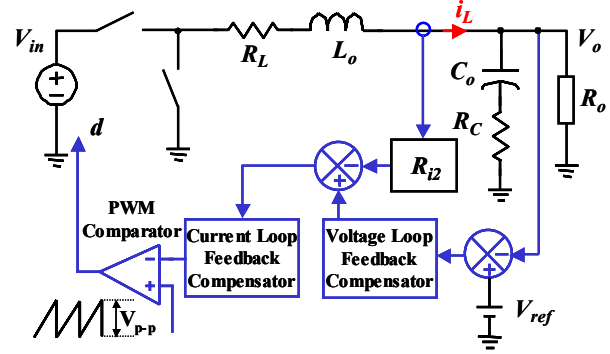 V_in
R_L
L_o
i_L
V_o
C_o
R_o
R_C
d
R_i2
PWM
Comparator
Current Loop
Feedback
Compensator
Voltage Loop
Feedback
Compensator
V_p-p
V_ref